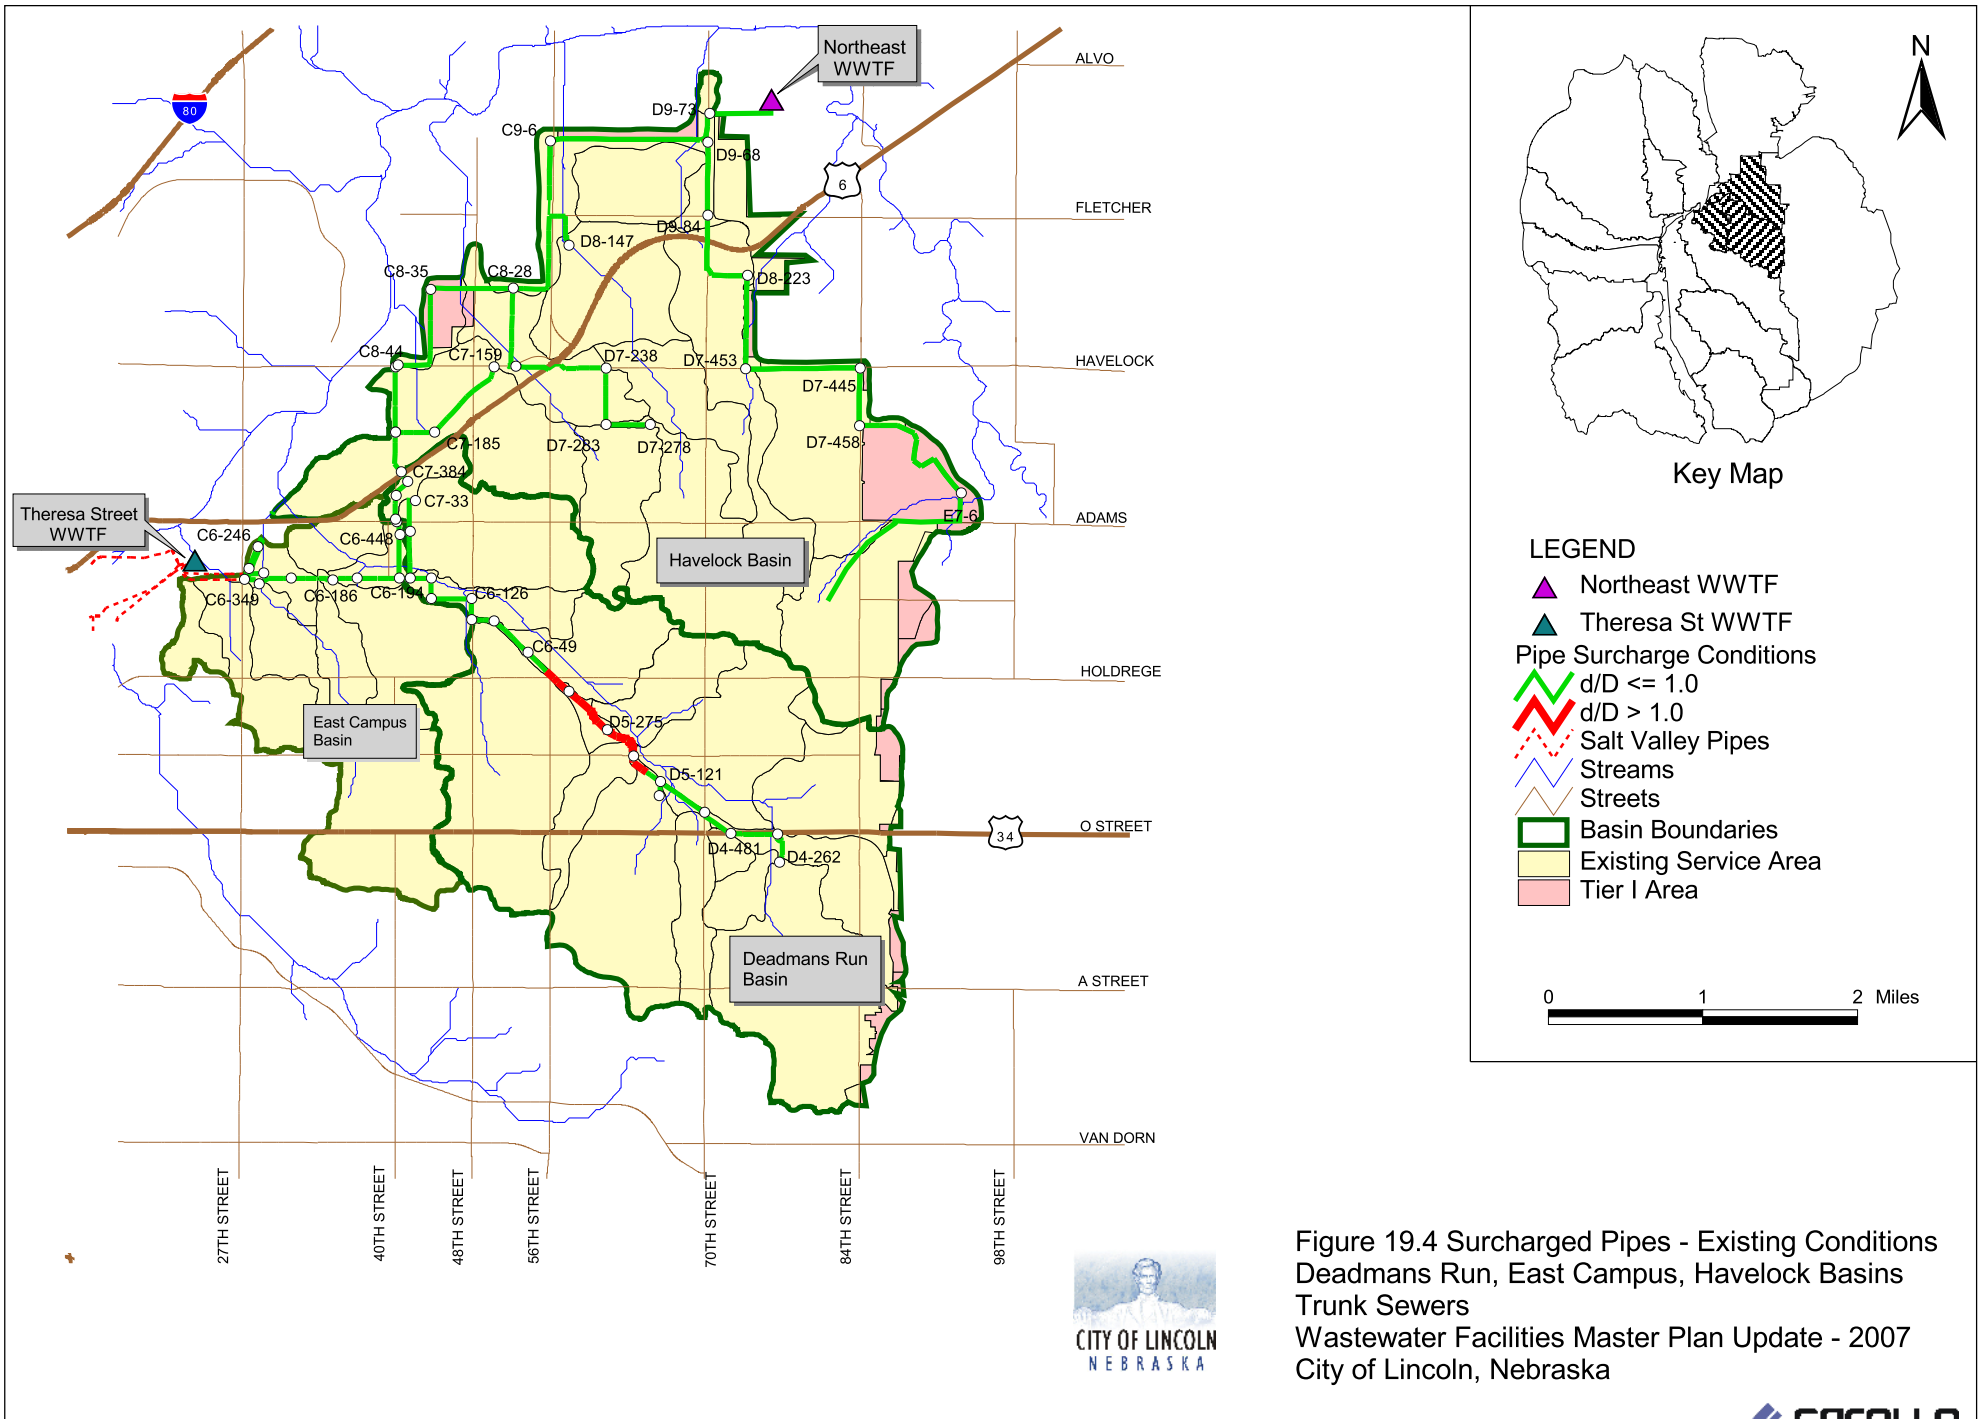 Northeast
WWTF
ALVO
N
80
D9-73
C9-6
D9-68
6
FLETCHER
D9-84
D8-147
C8-35
C8-28
D8-223
C8-44
C7-159
D7-238
D7-453
HAVELOCK
D7-445
C7-185
D7-283
D7-278
D7-458
Key Map
C7-384
C7-33
Theresa Street
WWTF
E7-6
ADAMS
C6-246
C6-448
Havelock Basin
C6-349
C6-186
C6-194
C6-126
C6-49
HOLDREGE
East Campus
Basin
D5-275
D5-121
O STREET
34
D4-481
D4-262
Deadmans Run
Basin
A STREET
VAN DORN
27TH STREET
40TH STREET
48TH STREET
56TH STREET
70TH STREET
84TH STREET
98TH STREET
LEGEND
Northeast WWTF
Theresa St WWTF
Pipe Surcharge Conditions
d/D <= 1.0
d/D > 1.0
Salt Valley Pipes
Streams
Streets
Basin Boundaries
Existing Service Area
Tier I Area
0 1 2 Miles
CITY OF LINCOLN
NEBRASKA
Figure 19.4 Surcharged Pipes - Existing Conditions
Deadmans Run, East Campus, Havelock Basins
Trunk Sewers
Wastewater Facilities Master Plan Update - 2007
City of Lincoln, Nebraska